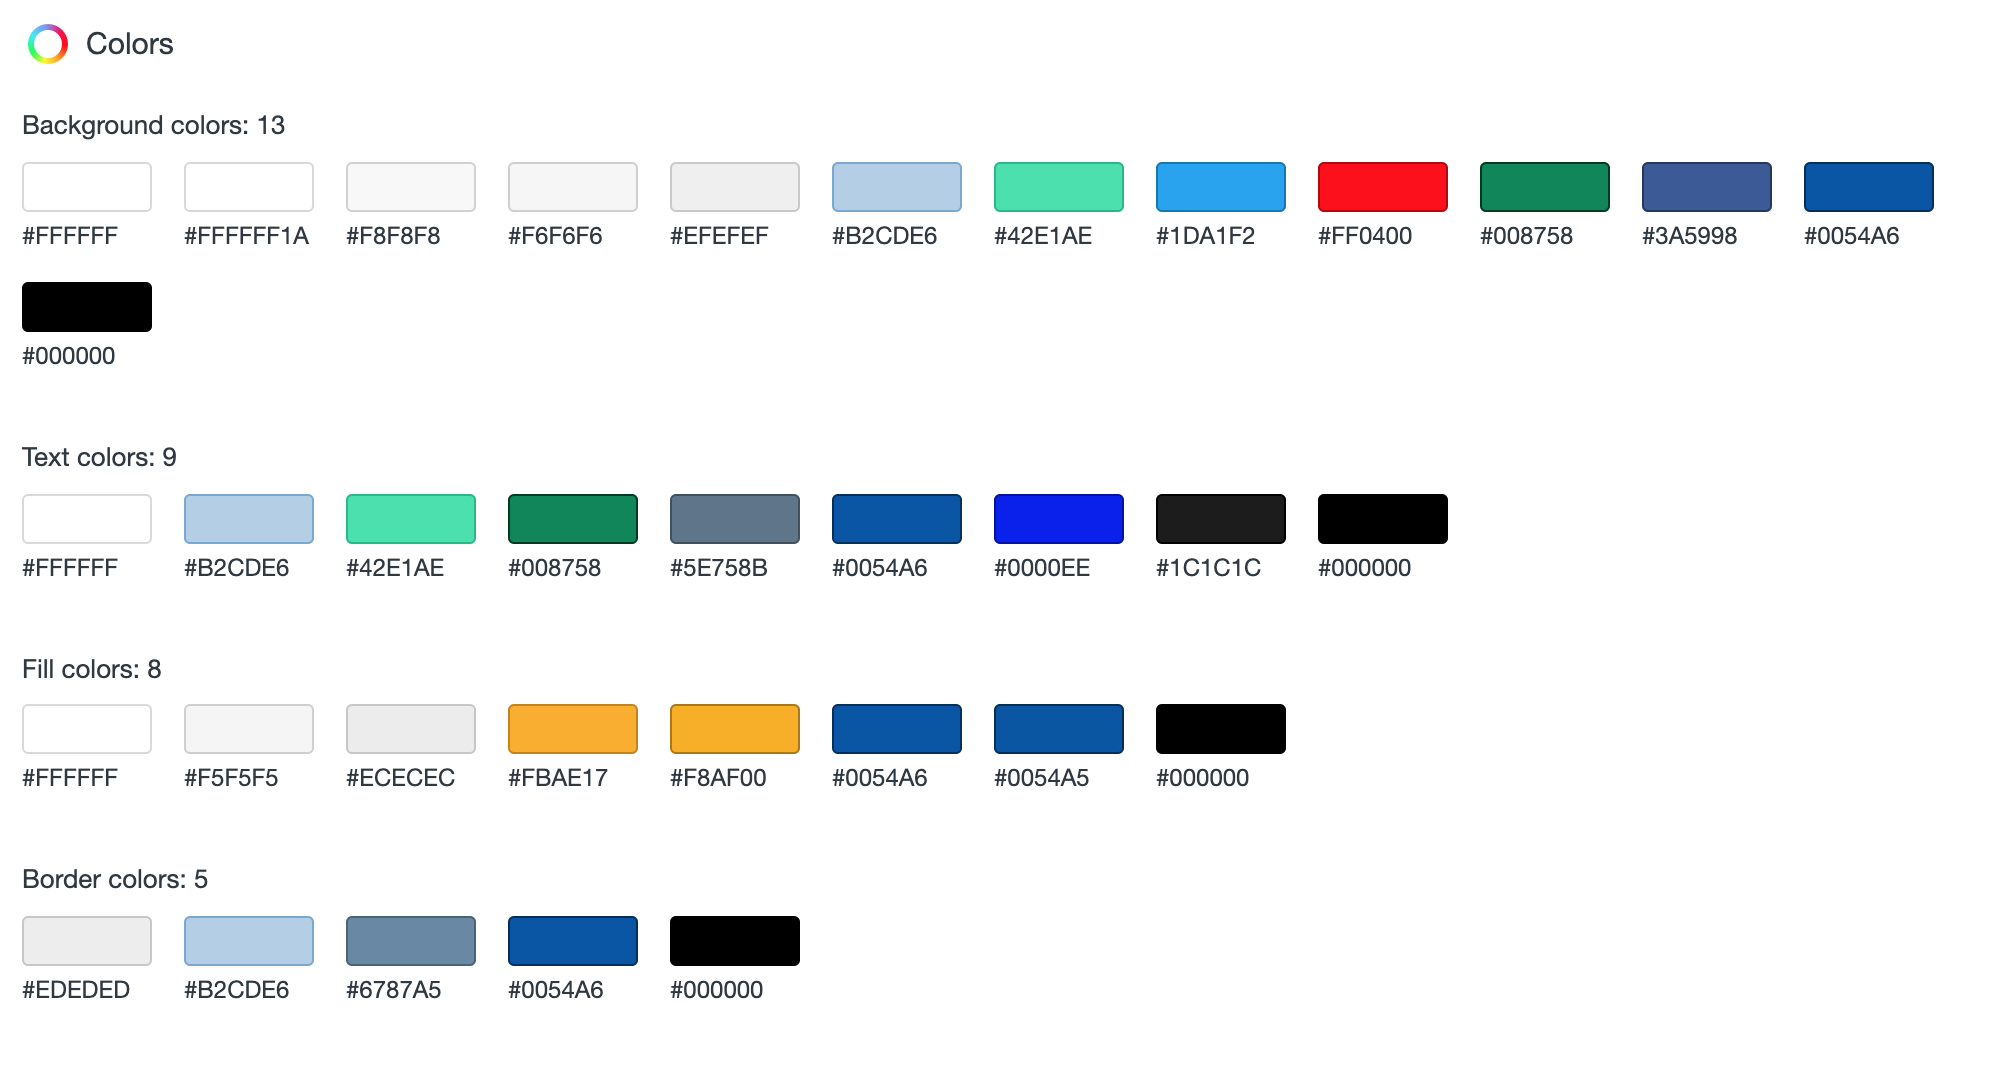 Colors
Background colors: 13
#FFFFFF #FFFFFF1A #F8F8F8 #F6F6F6 #EFEFEF #B2CDE6 #42E1AE #1DA1F2 #FF0400 #008758 #3A5998 #0054A6
#000000
Text colors: 9
#FFFFFF #B2CDE6 #42E1AE #008758 #5E758B #0054A6 #0000EE #1C1C1C #000000
Fill colors: 8
#FFFFFF #F5F5F5 #ECECEC #FBAE17 #F8AF00 #0054A6 #0054A5 #000000
Border colors: 5
#EDEDED #B2CDE6 #6787A5 #0054A6 #000000